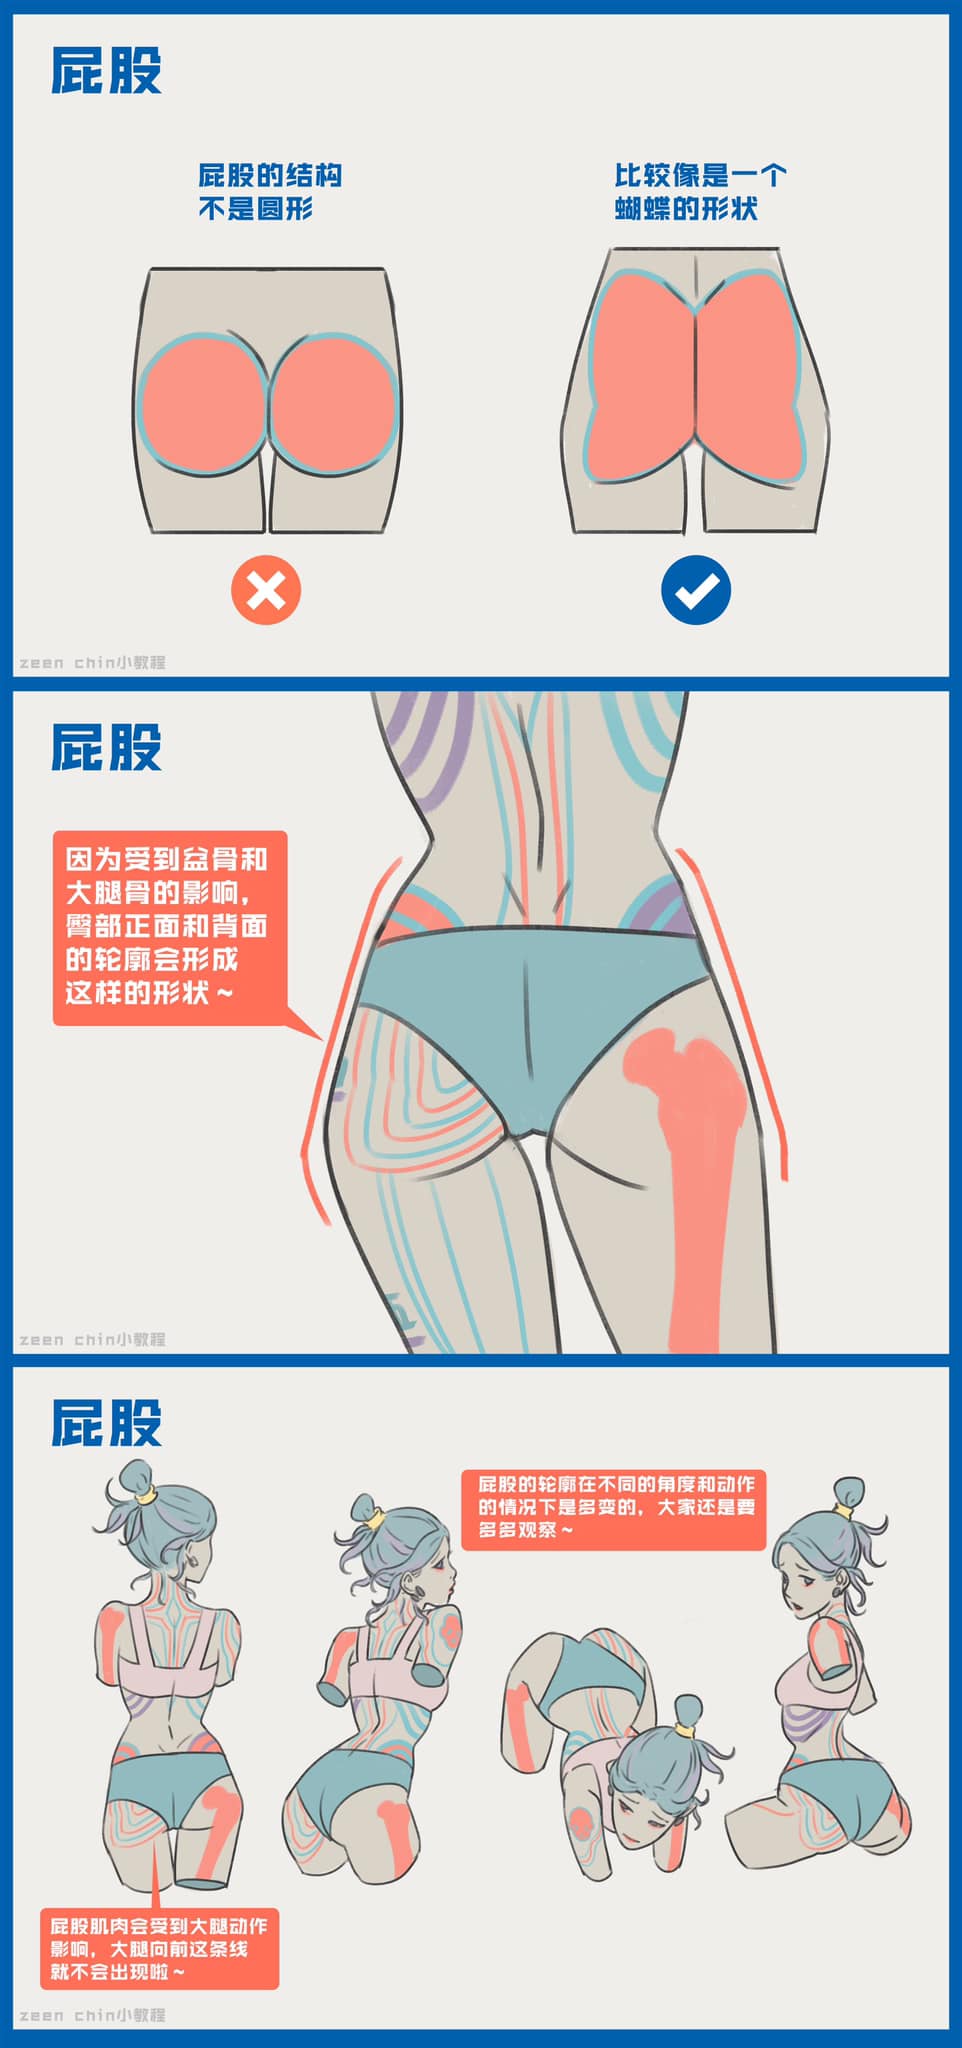 屁股
屁股的结构
不是圆形
比较像是一个
蝴蝶的形状
zeen chin小教程
屁股
因为受到盆骨和
大腿骨的影响，
臀部正面和背面
的轮廓会形成
这样的形状~
zeen chin小教程
屁股
屁股的轮廓在不同的角度和动作
的情况下是多变的，大家还是要
多多观察~
屁股肌肉会受到大腿动作
影响，大腿向前这条线
就不会出现啦~
zeen chin小教程